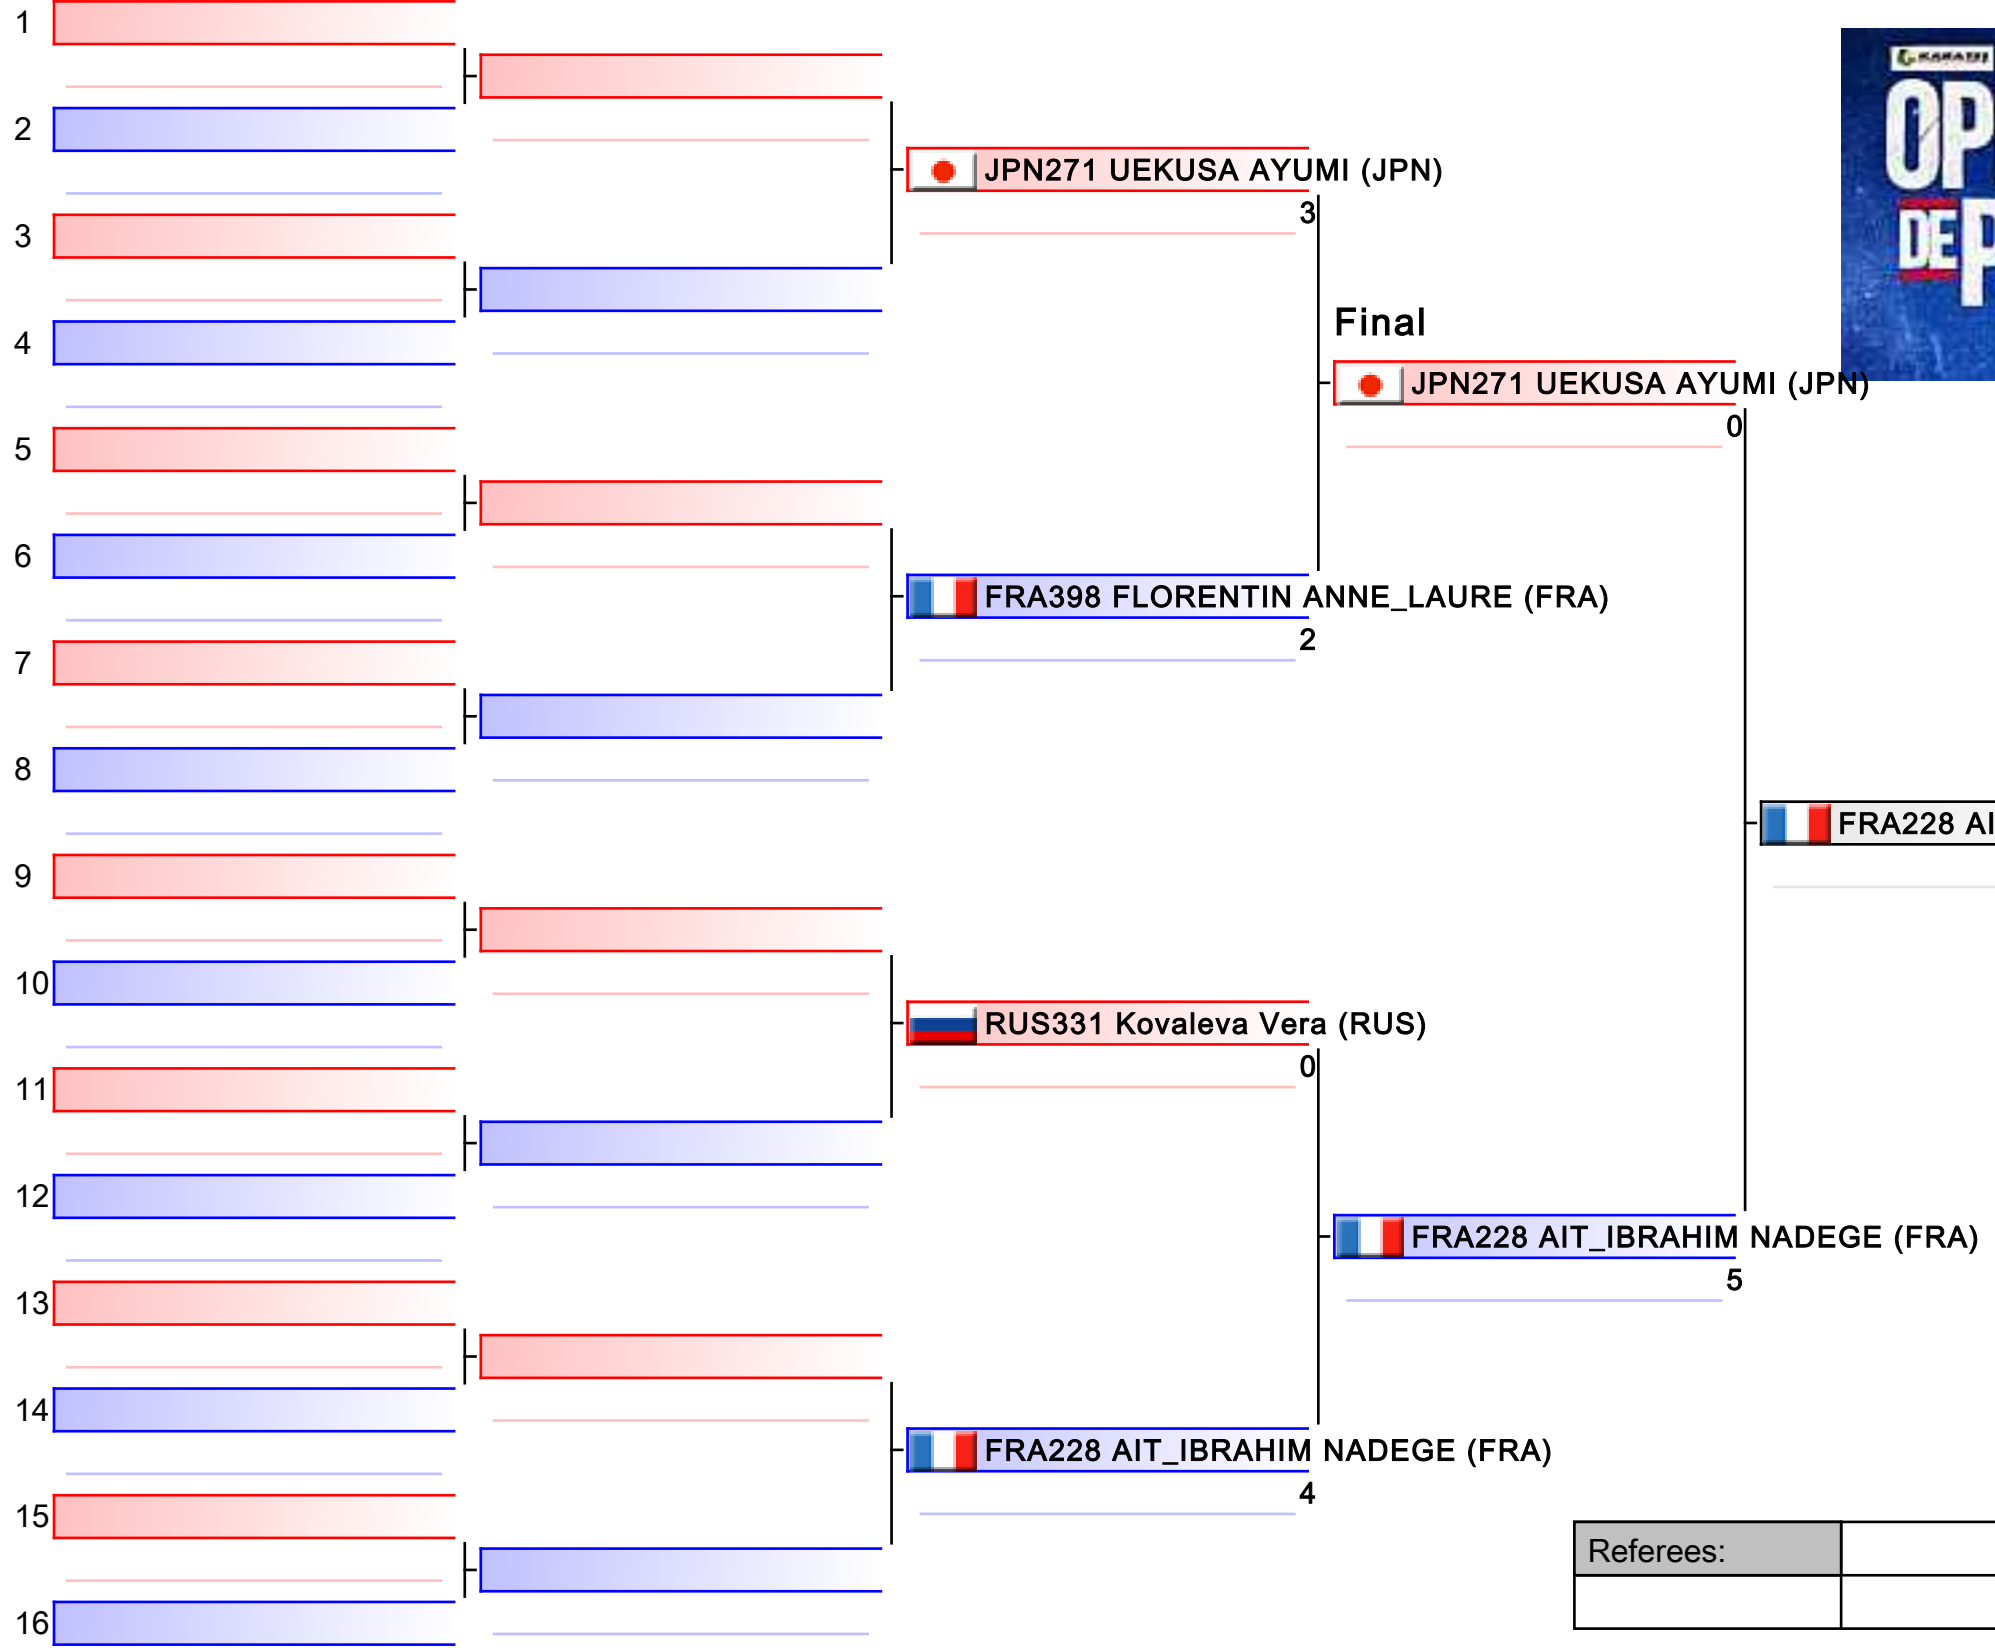 1
2
3
4
5
6
7
8
9
10
11
12
13
14
15
16
JPN271 UEKUSA AYUMI (JPN)
3
FRA398 FLORENTIN ANNE_LAURE (FRA)
2
RUS331 Kovaleva Vera (RUS)
0
FRA228 AIT_IBRAHIM NADEGE (FRA)
4
Final
JPN271 UEKUSA AYUMI (JPN)
0
FRA228 AIT_IBRAHIM NADEGE (FRA)
5
FRA228 AI
OP
DE P
Referees: